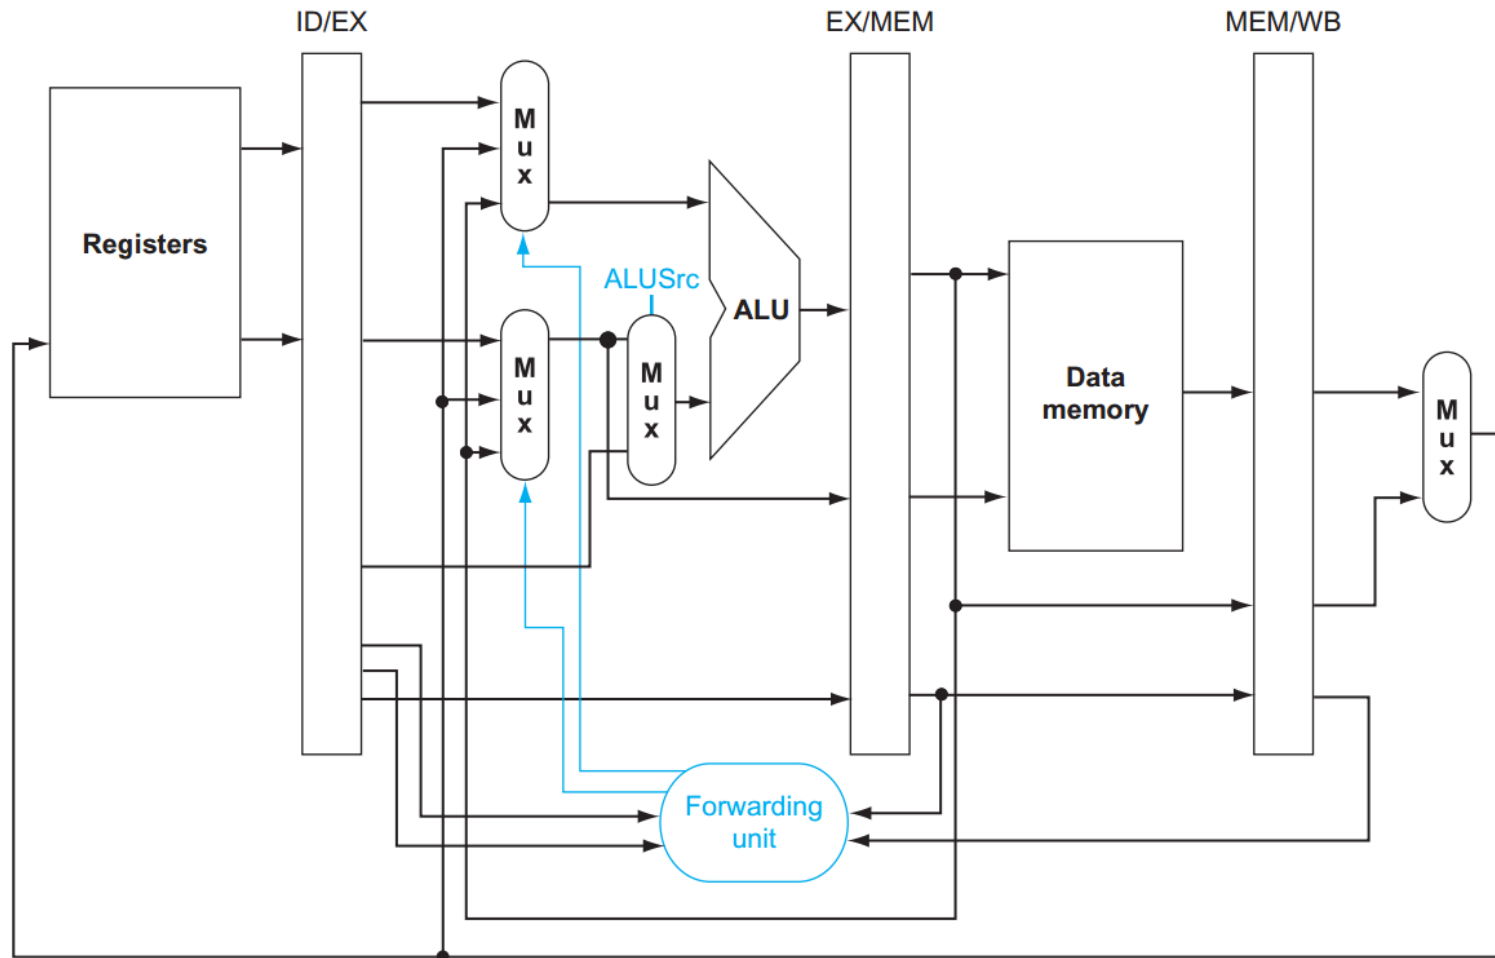 ID/EX
EX/MEM
MEM/WB
M
u
x
Registers
ALUSrc
ALU
M
u
x
M
u
x
Data
memory
M
u
x
Forwarding
unit